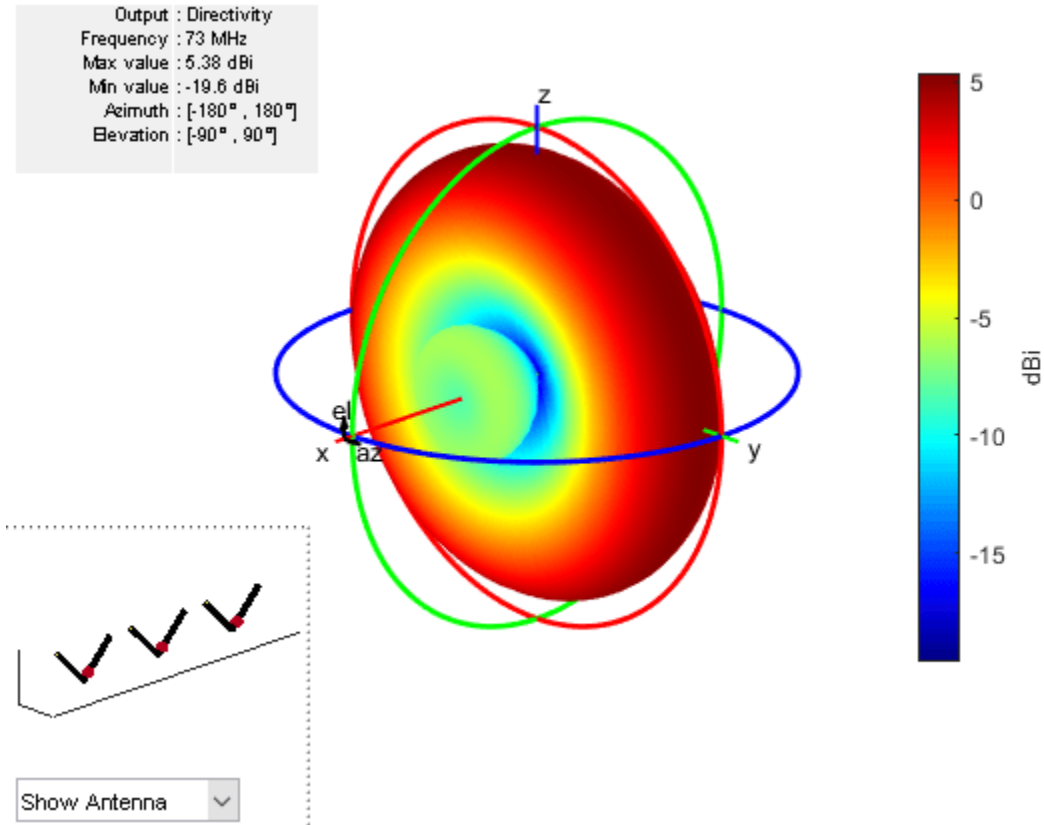 Output : Directivity
Frequency : 73 MHz
Max value : 5.38 dBi
Min value : -19.6 dBi
Azimuth : [-180° , 180°]
Elevation : [-90° , 90°]
z
el
x
az
y
5
0
-5
-10
-15
dBi
Show Antenna